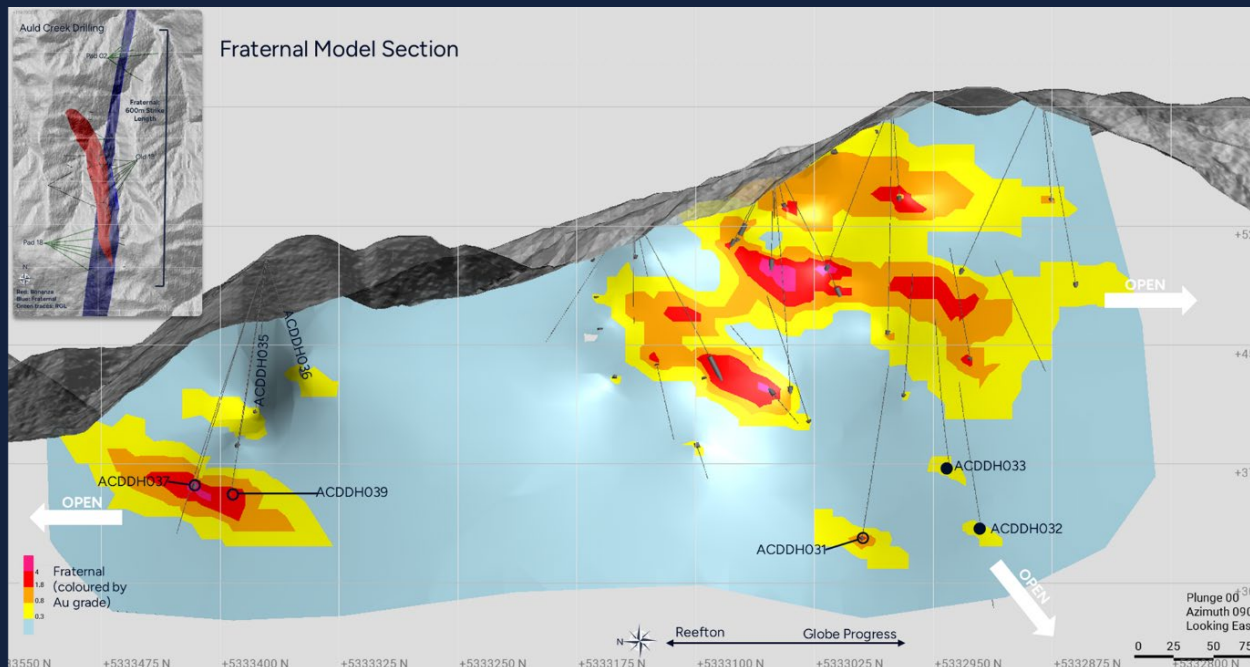 Auld Creek Drilling
Fraternal Model Section
Pad 02
Fraternal:
600m Strike
Length
Pad 18
N
Red: Bonanza
Blue: Fraternal
ACDDH035
ACDDH036
OPEN
ACDDH037
ACDDH039
OPEN
ACDDH033
ACDDH032
ACDDH031
OPEN
Fraternal
(coloured by
Au grade)
4
1.8
0.8
0.3
Plunge 00
Azimuth 090
Looking Eas
N
Reefton
Globe Progress
0 25 50 75
33550 N +5333475 N +5333400 N +5333325 N +5333250 N +5333175 N +5333100 N +5333025 N +5332950 N +5332875 N +5332800 N